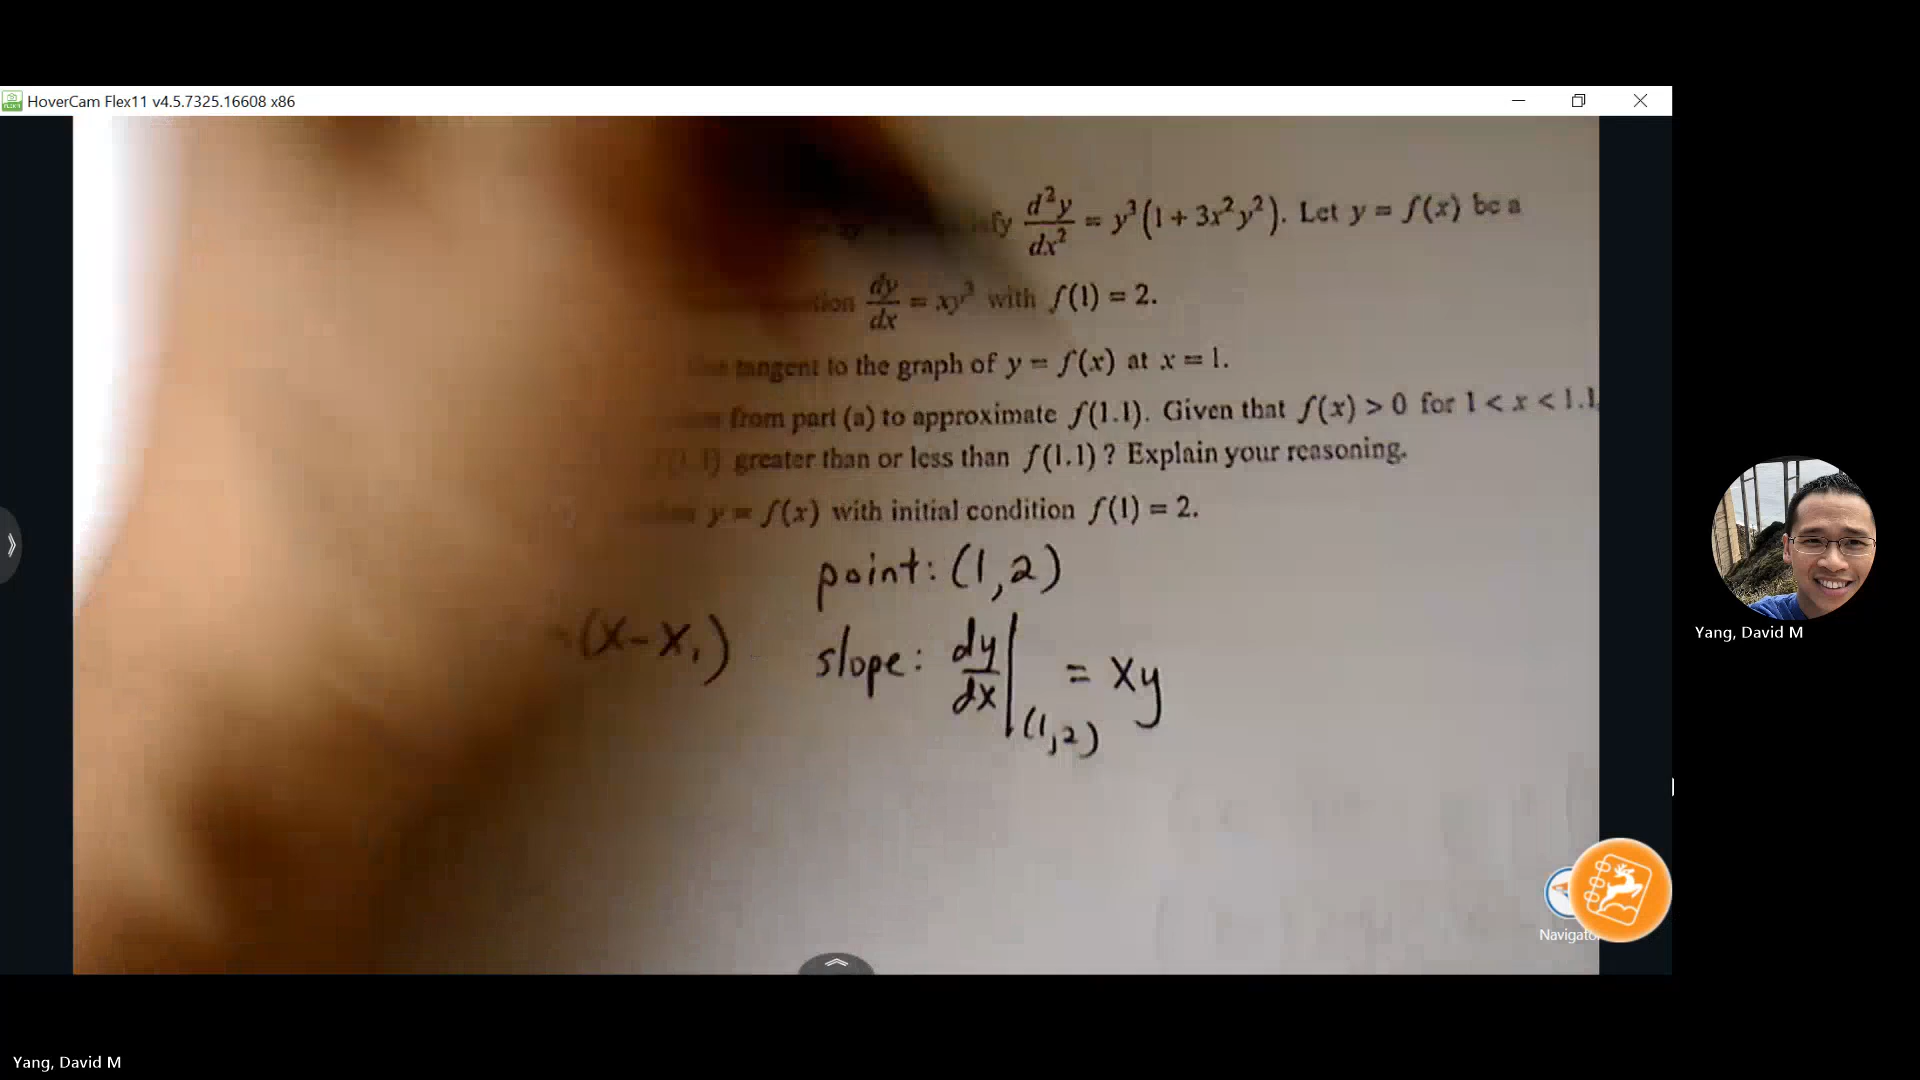 HoverCam Flex11 v4.5.7325.16608 x86
d²y/dx² = y³(1 + 3x²y²). Let y = f(x) be a
dy/dx = xy³ with f(1) = 2.
tangent to the graph of y = f(x) at x = 1.
from part (a) to approximate f(1.1). Given that f(x) > 0 for 1 < x < 1.1,
greater than or less than f(1.1)? Explain your reasoning.
y = f(x) with initial condition f(1) = 2.
point: (1,2)
(x-x₁) slope: dy/dx|(1,2) = xy
Yang, David M
Navigator
Yang, David M